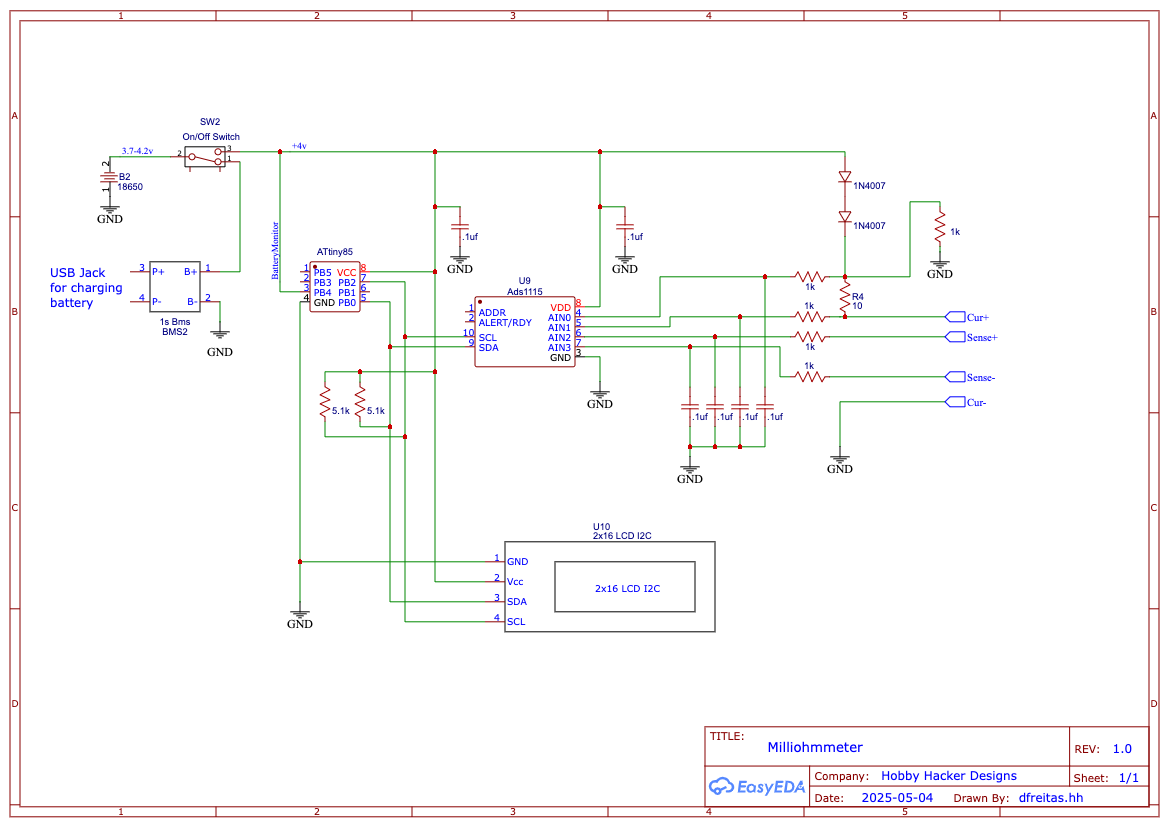 1 2 3 4 5
A A
B B
C C
D D
SW2
On/Off Switch
3.7-4.2v
2
3
1
+4v
2
B2
18650
1
GND
BatteryMonitor
USB Jack
for charging
battery
3 P+ B+ 1
4 P- B- 2
1s Bms
BMS2
GND
ATtiny85
1 PB5 VCC 8
2 PB3 PB2 7
3 PB4 PB1 6
4 GND PB0 5
.1uf
GND
.1uf
GND
U9
Ads1115
1 ADDR
2 ALERT/RDY
10 SCL
9 SDA
VDD 8
AIN0 4
AIN1 5
AIN2 6
AIN3 7
GND 3
GND
1N4007
1N4007
1k
GND
1k
R4
10
1k
Cur+
1k
Sense+
1k
Sense-
Cur-
GND
5.1k 5.1k
.1uf .1uf .1uf .1uf
GND
U10
2x16 LCD I2C
1 GND
2 Vcc
3 SDA
4 SCL
2x16 LCD I2C
GND
TITLE:
Milliohmmeter
REV: 1.0
EasyEDA
Company: Hobby Hacker Designs
Sheet: 1/1
Date: 2025-05-04 Drawn By: dfreitas.hh
1 2 3 4 5